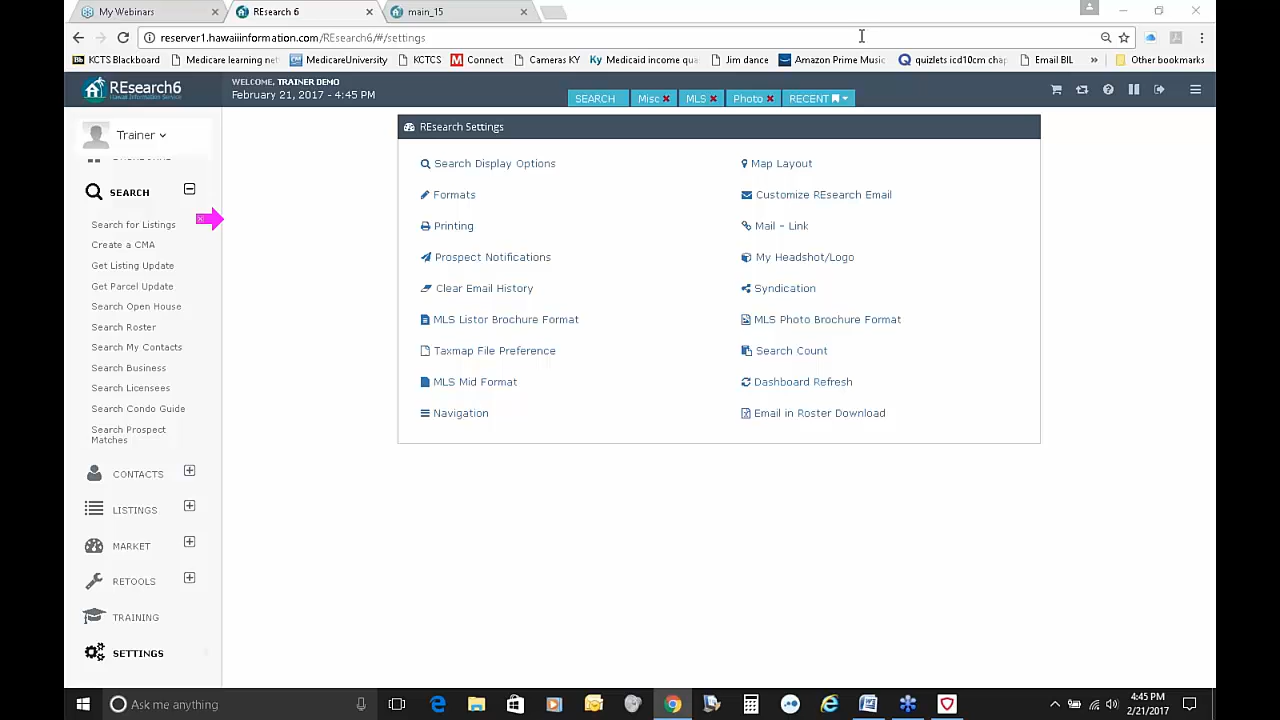 My Webinars
REsearch 6
main_15
reserver1.hawaiiinformation.com/REsearch6/#/settings
Bb KCTS Blackboard
Medicare learning net
MedicareUniversity
KCTCS
M Connect
Cameras KY
Ky Medicaid income qua
Jim dance
Amazon Prime Music
quizlets icd10cm chap
Email BIL
»
Other bookmarks
REsearch6
Hawaii Information Service
WELCOME, TRAINER DEMO
February 21, 2017 - 4:45 PM
SEARCH
Misc
MLS
Photo
RECENT
Trainer
REsearch Settings
Search Display Options
Map Layout
Formats
Customize REsearch Email
Printing
Mail - Link
Prospect Notifications
My Headshot/Logo
Clear Email History
Syndication
MLS Listor Brochure Format
MLS Photo Brochure Format
Taxmap File Preference
Search Count
MLS Mid Format
Dashboard Refresh
Navigation
Email in Roster Download
SEARCH
Search for Listings
Create a CMA
Get Listing Update
Get Parcel Update
Search Open House
Search Roster
Search My Contacts
Search Business
Search Licensees
Search Condo Guide
Search Prospect
Matches
CONTACTS
LISTINGS
MARKET
RETOOLS
TRAINING
SETTINGS
Ask me anything
4:45 PM
2/21/2017